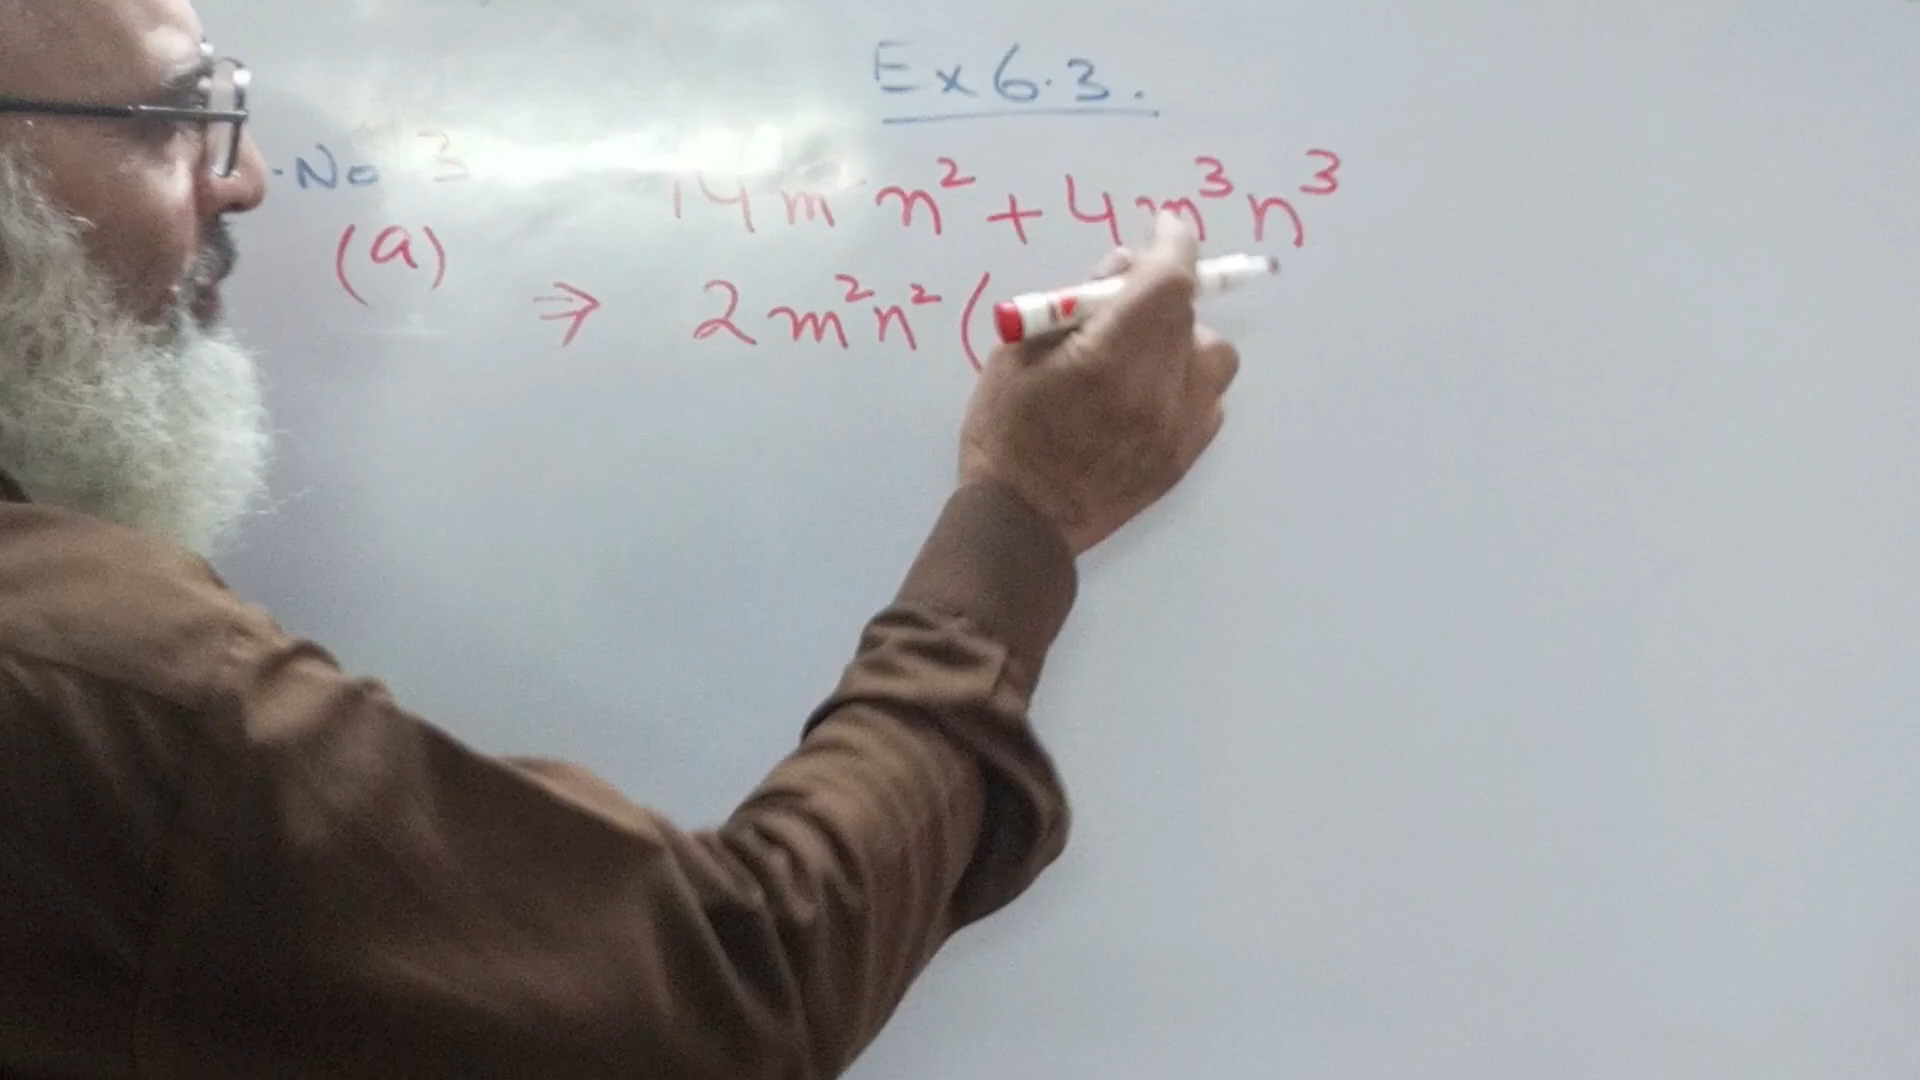 Ex 6.3.
. No 3
(a) 14m n² + 4m³n³
⇒ 2m²n² (